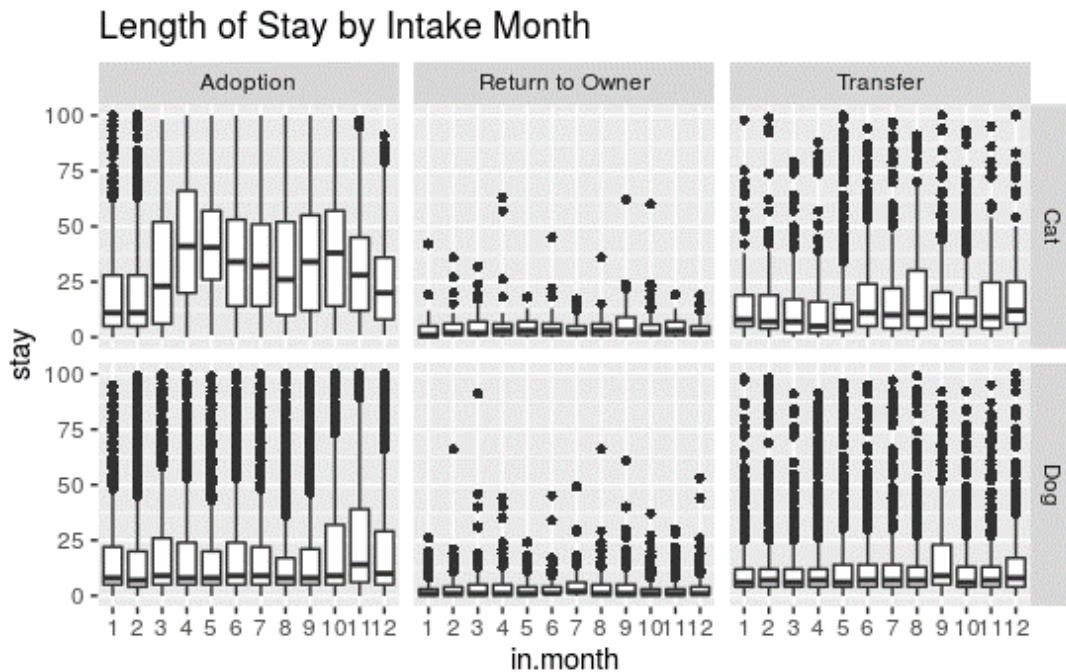 Length of Stay by Intake Month
Adoption Return to Owner Transfer
100
75
50
25
0
Cat
stay
100
75
50
25
0
Dog
1 2 3 4 5 6 7 8 9 10 11 12 1 2 3 4 5 6 7 8 9 10 11 12 1 2 3 4 5 6 7 8 9 10 11 12
in.month